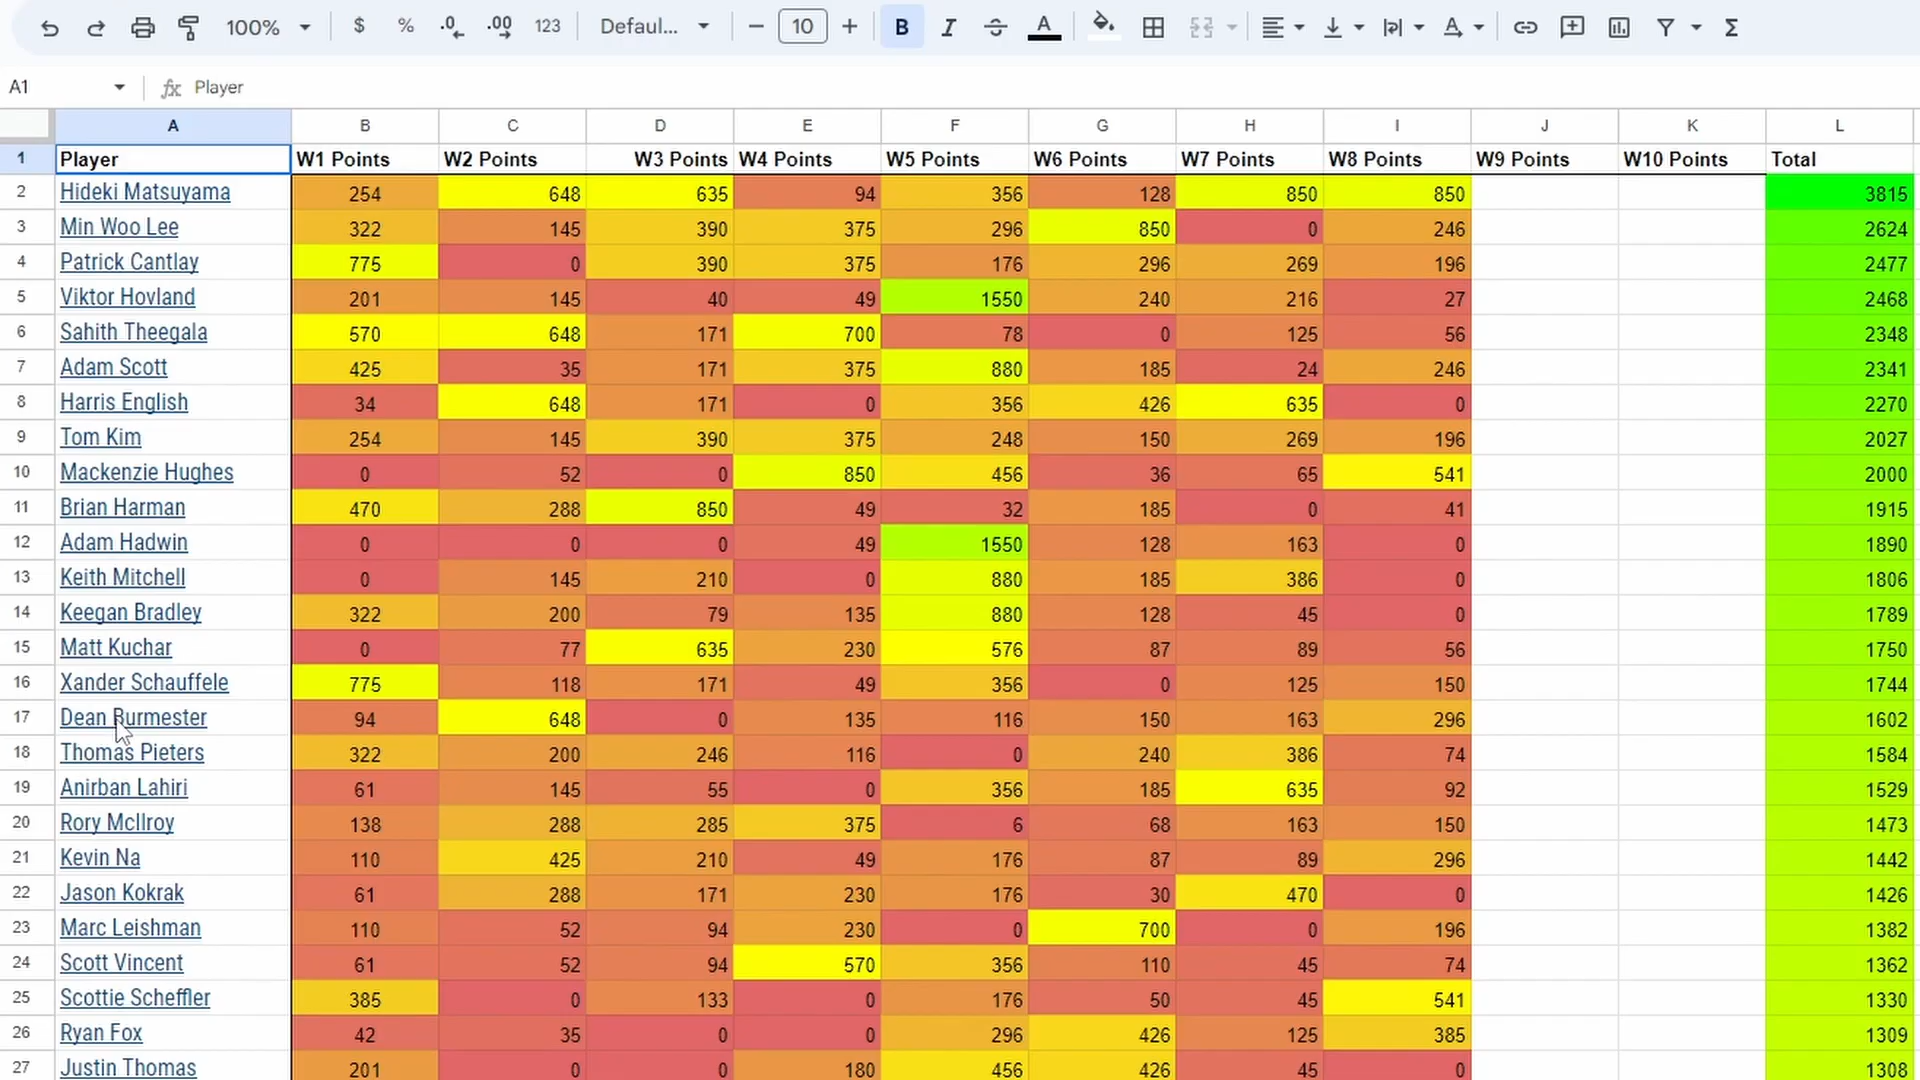 100% $ % .0 .00 123 Defaul... 10 B I A A Σ
A1 fx Player
A B C D E F G H I J K L
1 Player W1 Points W2 Points W3 Points W4 Points W5 Points W6 Points W7 Points W8 Points W9 Points W10 Points Total
2 Hideki Matsuyama 254 648 635 94 356 128 850 850 3815
3 Min Woo Lee 322 145 390 375 296 850 0 246 2624
4 Patrick Cantlay 775 0 390 375 176 296 269 196 2477
5 Viktor Hovland 201 145 40 49 1550 240 216 27 2468
6 Sahith Theegala 570 648 171 700 78 0 125 56 2348
7 Adam Scott 425 35 171 375 880 185 24 246 2341
8 Harris English 34 648 171 0 356 426 635 0 2270
9 Tom Kim 254 145 390 375 248 150 269 196 2027
10 Mackenzie Hughes 0 52 0 850 456 36 65 541 2000
11 Brian Harman 470 288 850 49 32 185 0 41 1915
12 Adam Hadwin 0 0 0 49 1550 128 163 0 1890
13 Keith Mitchell 0 145 210 0 880 185 386 0 1806
14 Keegan Bradley 322 200 79 135 880 128 45 0 1789
15 Matt Kuchar 0 77 635 230 576 87 89 56 1750
16 Xander Schauffele 775 118 171 49 356 0 125 150 1744
17 Dean Burmester 94 648 0 135 116 150 163 296 1602
18 Thomas Pieters 322 200 246 116 0 240 386 74 1584
19 Anirban Lahiri 61 145 55 0 356 185 635 92 1529
20 Rory McIlroy 138 288 285 375 6 68 163 150 1473
21 Kevin Na 110 425 210 49 176 87 89 296 1442
22 Jason Kokrak 61 288 171 230 176 30 470 0 1426
23 Marc Leishman 110 52 94 230 0 700 0 196 1382
24 Scott Vincent 61 52 94 570 356 110 45 74 1362
25 Scottie Scheffler 385 0 133 0 176 50 45 541 1330
26 Ryan Fox 42 35 0 0 296 426 125 385 1309
27 Justin Thomas 201 0 0 180 456 426 45 0 1308